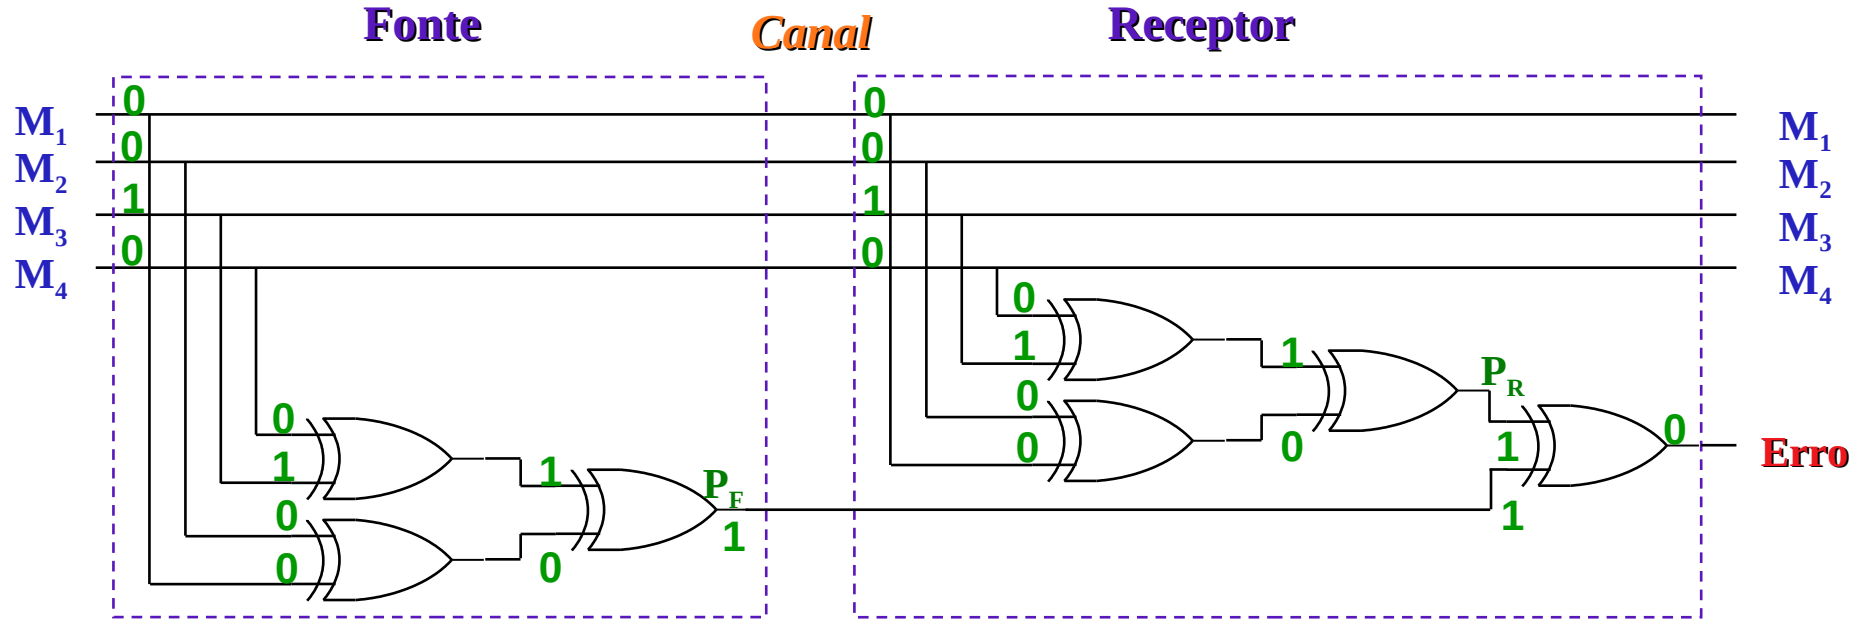 Fonte Canal Receptor
0 0
M1 M1
0 0
M2 M2
1 1
M3 M3
0 0
M4 M4
0
1 1
0 PR
0 0 0
0 1 Erro
1 1 PF
0 1
0 0 1